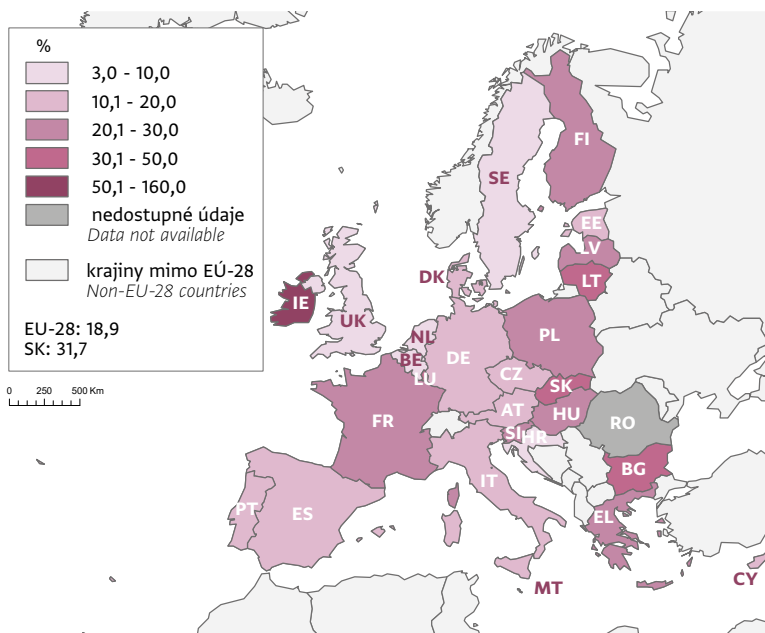 %
3,0 - 10,0
10,1 - 20,0
20,1 - 30,0
30,1 - 50,0
50,1 - 160,0
nedostupné údaje
Data not available
krajiny mimo EÚ-28
Non-EU-28 countries
EU-28: 18,9
SK: 31,7
0 250 500 Km
FI
SE
EE
LV
LT
DK
IE
UK
NL
BE
LU
DE
PL
CZ
SK
AT
HU
SI
HR
RO
FR
IT
BG
PT
ES
EL
MT
CY